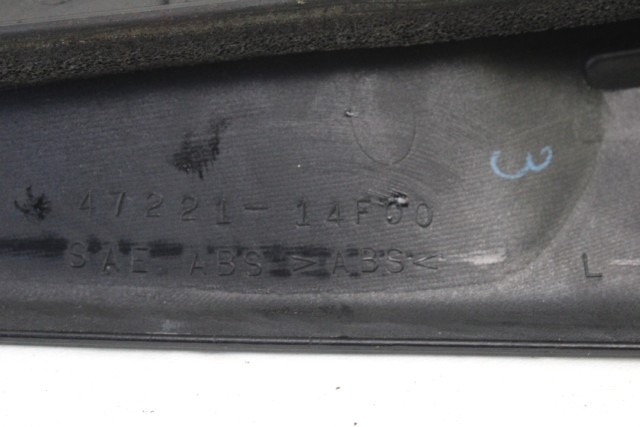 3
47221-14F00
SAE ABS >ABS<
L